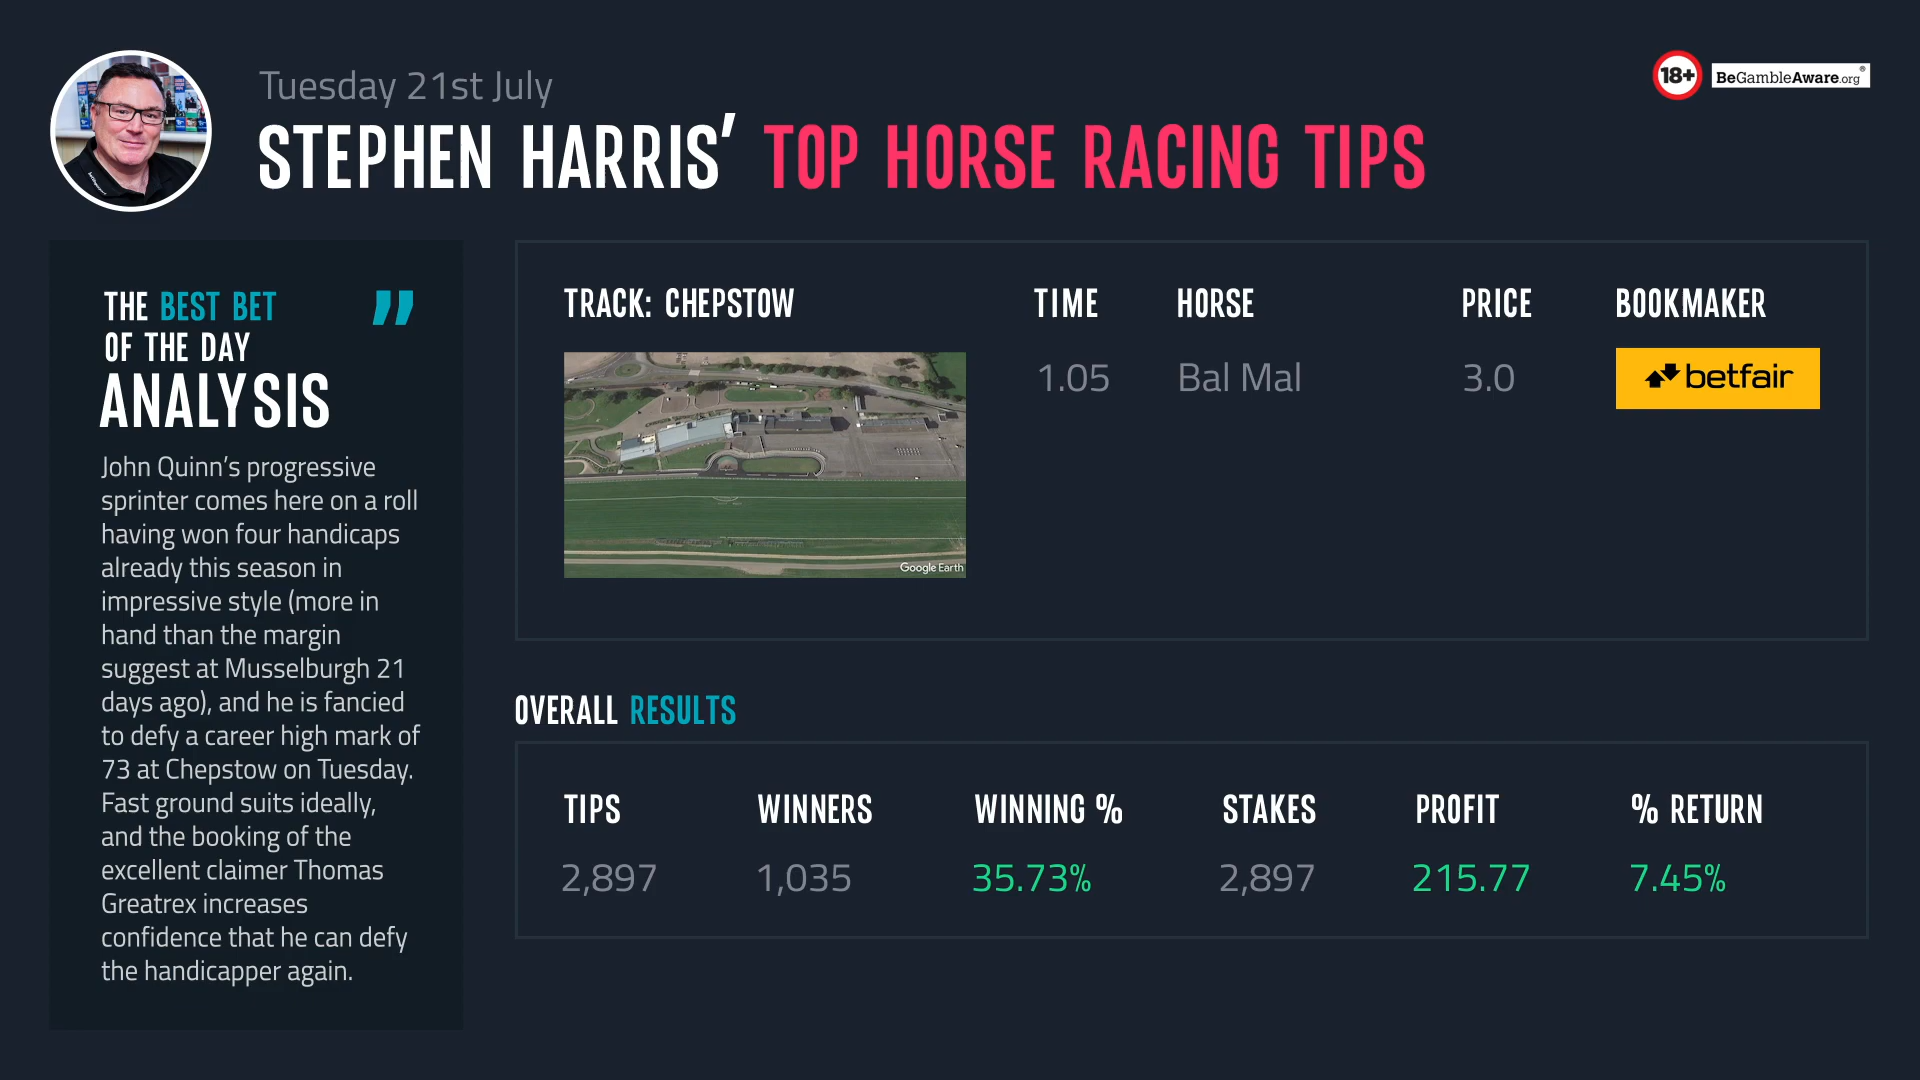 Tuesday 21st July
STEPHEN HARRIS’ TOP HORSE RACING TIPS
18+
BeGambleAware.org®
THE BEST BET
OF THE DAY
ANALYSIS
”
John Quinn’s progressive
sprinter comes here on a roll
having won four handicaps
already this season in
impressive style (more in
hand than the margin
suggest at Musselburgh 21
days ago), and he is fancied
to defy a career high mark of
73 at Chepstow on Tuesday.
Fast ground suits ideally,
and the booking of the
excellent claimer Thomas
Greatrex increases
confidence that he can defy
the handicapper again.
TRACK: CHEPSTOW
TIME HORSE PRICE BOOKMAKER
1.05 Bal Mal 3.0 betfair
Google Earth
OVERALL RESULTS
TIPS WINNERS WINNING % STAKES PROFIT % RETURN
2,897 1,035 35.73% 2,897 215.77 7.45%